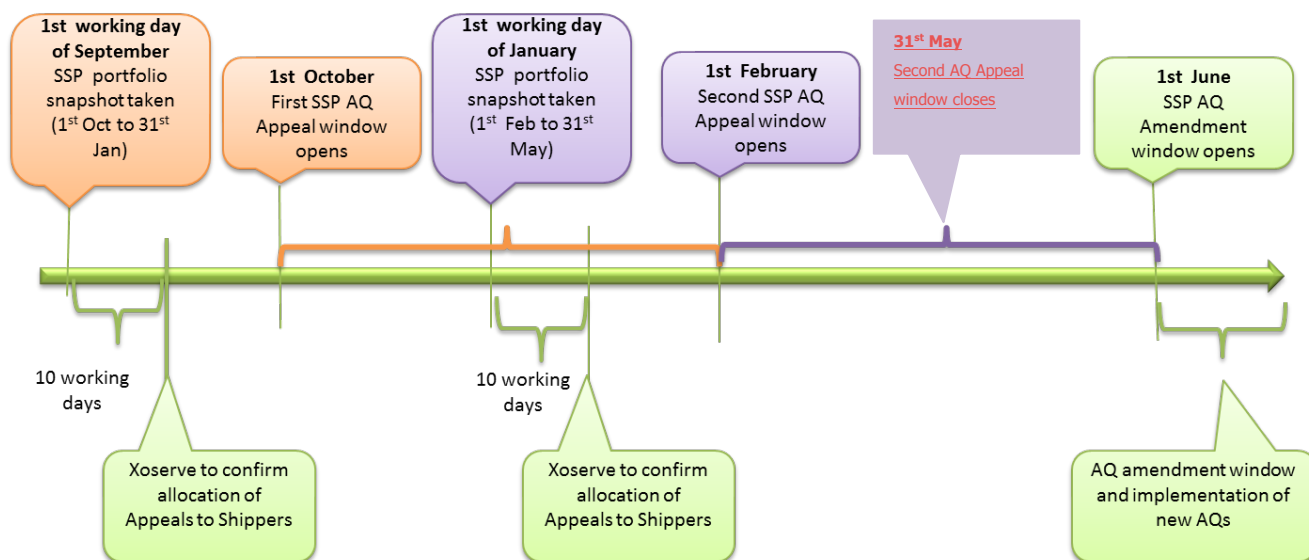 1st working day
of September
SSP portfolio
snapshot taken
(1st Oct to 31st
Jan)
1st October
First SSP AQ
Appeal window
opens
1st working day
of January
SSP portfolio
snapshot taken
(1st Feb to 31st
May)
1st February
Second SSP AQ
Appeal window
opens
31st May
Second AQ Appeal
window closes
1st June
SSP AQ
Amendment
window opens
10 working
days
10 working
days
Xoserve to confirm
allocation of
Appeals to Shippers
Xoserve to confirm
allocation of
Appeals to Shippers
AQ amendment window
and implementation of
new AQs